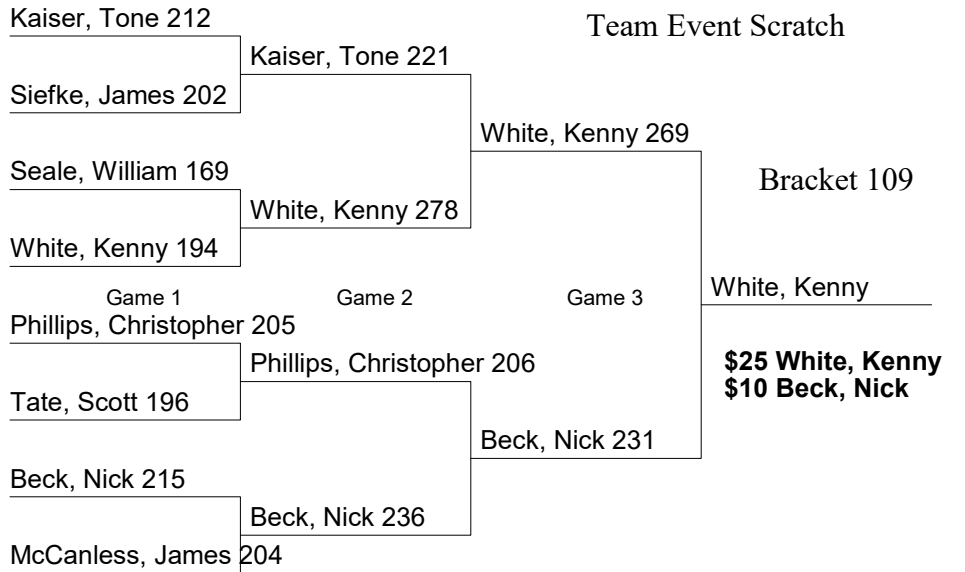 Kaiser, Tone 212
Team Event Scratch
Kaiser, Tone 221
Siefke, James 202
White, Kenny 269
Seale, William 169
Bracket 109
White, Kenny 278
White, Kenny 194
White, Kenny
Game 1
Game 2
Game 3
Phillips, Christopher 205
Phillips, Christopher 206
$25 White, Kenny
$10 Beck, Nick
Tate, Scott 196
Beck, Nick 231
Beck, Nick 215
Beck, Nick 236
McCanless, James 204